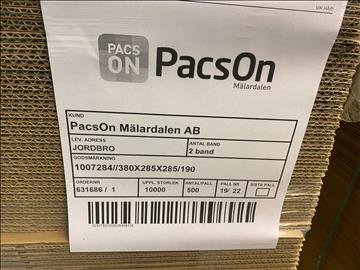 VIK HÄR!
PACS
ON
PacsOn
Mälardalen
KUND
PacsOn Mälardalen AB
LEV. ADRESS
ANTAL BAND
JORDBRO
2 band
GODSMÄRKNING
1007284//380X285X285/190
ORDERNR
UPPL. STORLEK
ANTAL/PALL
PALL NR
SISTA PALL
631686 / 1
10000
500
19/ 22